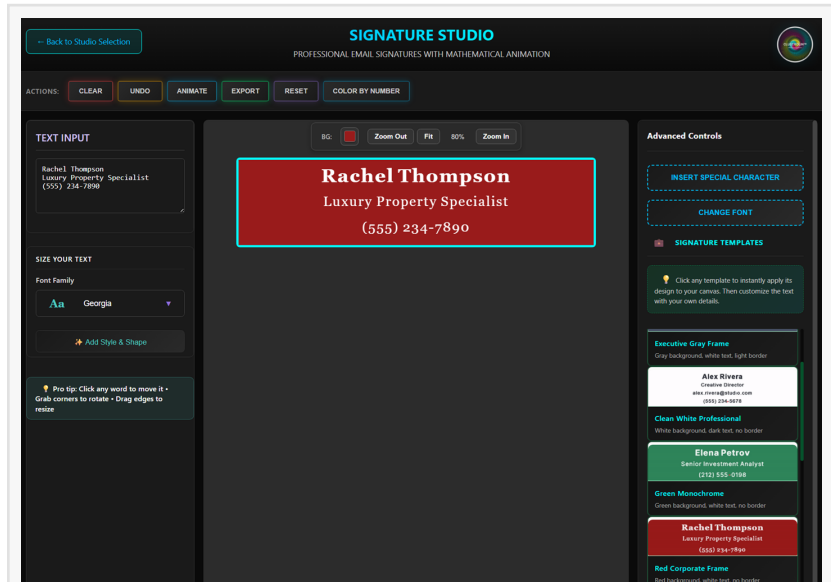 ← Back to Studio Selection
SIGNATURE STUDIO
PROFESSIONAL EMAIL SIGNATURES WITH MATHEMATICAL ANIMATION
ACTIONS:
CLEAR
UNDO
ANIMATE
EXPORT
RESET
COLOR BY NUMBER
TEXT INPUT
Rachel Thompson
Luxury Property Specialist
(555) 234-7890
SIZE YOUR TEXT
Font Family
Aa Georgia ▼
✨ Add Style & Shape
💡 Pro tip: Click any word to move it •
Grab corners to rotate • Drag edges to
resize
BG:
Zoom Out
Fit
80%
Zoom In
Rachel Thompson
Luxury Property Specialist
(555) 234-7890
Advanced Controls
INSERT SPECIAL CHARACTER
CHANGE FONT
SIGNATURE TEMPLATES
💡 Click any template to instantly apply its
design to your canvas. Then customize the text
with your own details.
Executive Gray Frame
Gray background, white text, light border
Alex Rivera
Creative Director
alex.rivera@studio.com
(555) 234-5678
Clean White Professional
White background, dark text, no border
Elena Petrov
Senior Investment Analyst
(212) 555-0198
Green Monochrome
Green background, white text, no border
Rachel Thompson
Luxury Property Specialist
(555) 234-7890
Red Corporate Frame
Red background, white text, no border